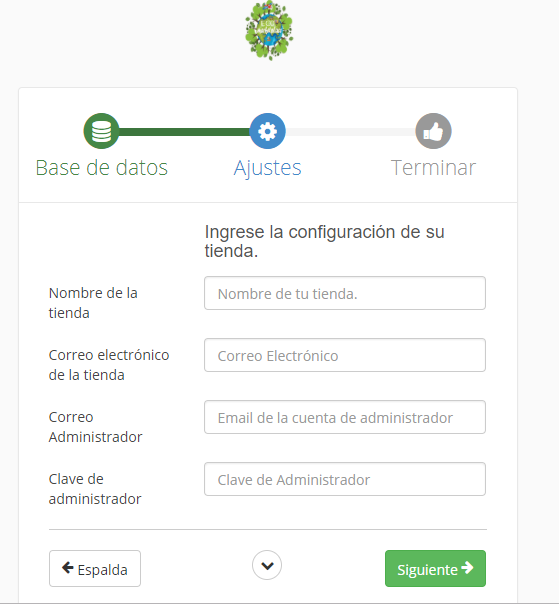 Base de datos
Ajustes
Terminar
Ingrese la configuración de su
tienda.
Nombre de la
tienda
Nombre de tu tienda.
Correo electrónico
de la tienda
Correo Electrónico
Correo
Administrador
Email de la cuenta de administrador
Clave de
administrador
Clave de Administrador
Espalda
Siguiente